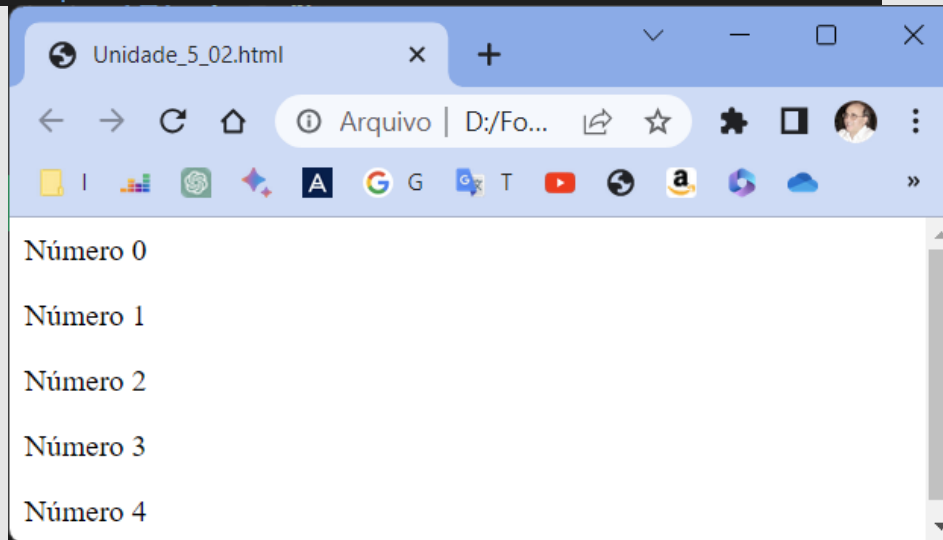 Unidade_5_02.html
Arquivo | D:/Fo...
I A G G T a »
Número 0
Número 1
Número 2
Número 3
Número 4